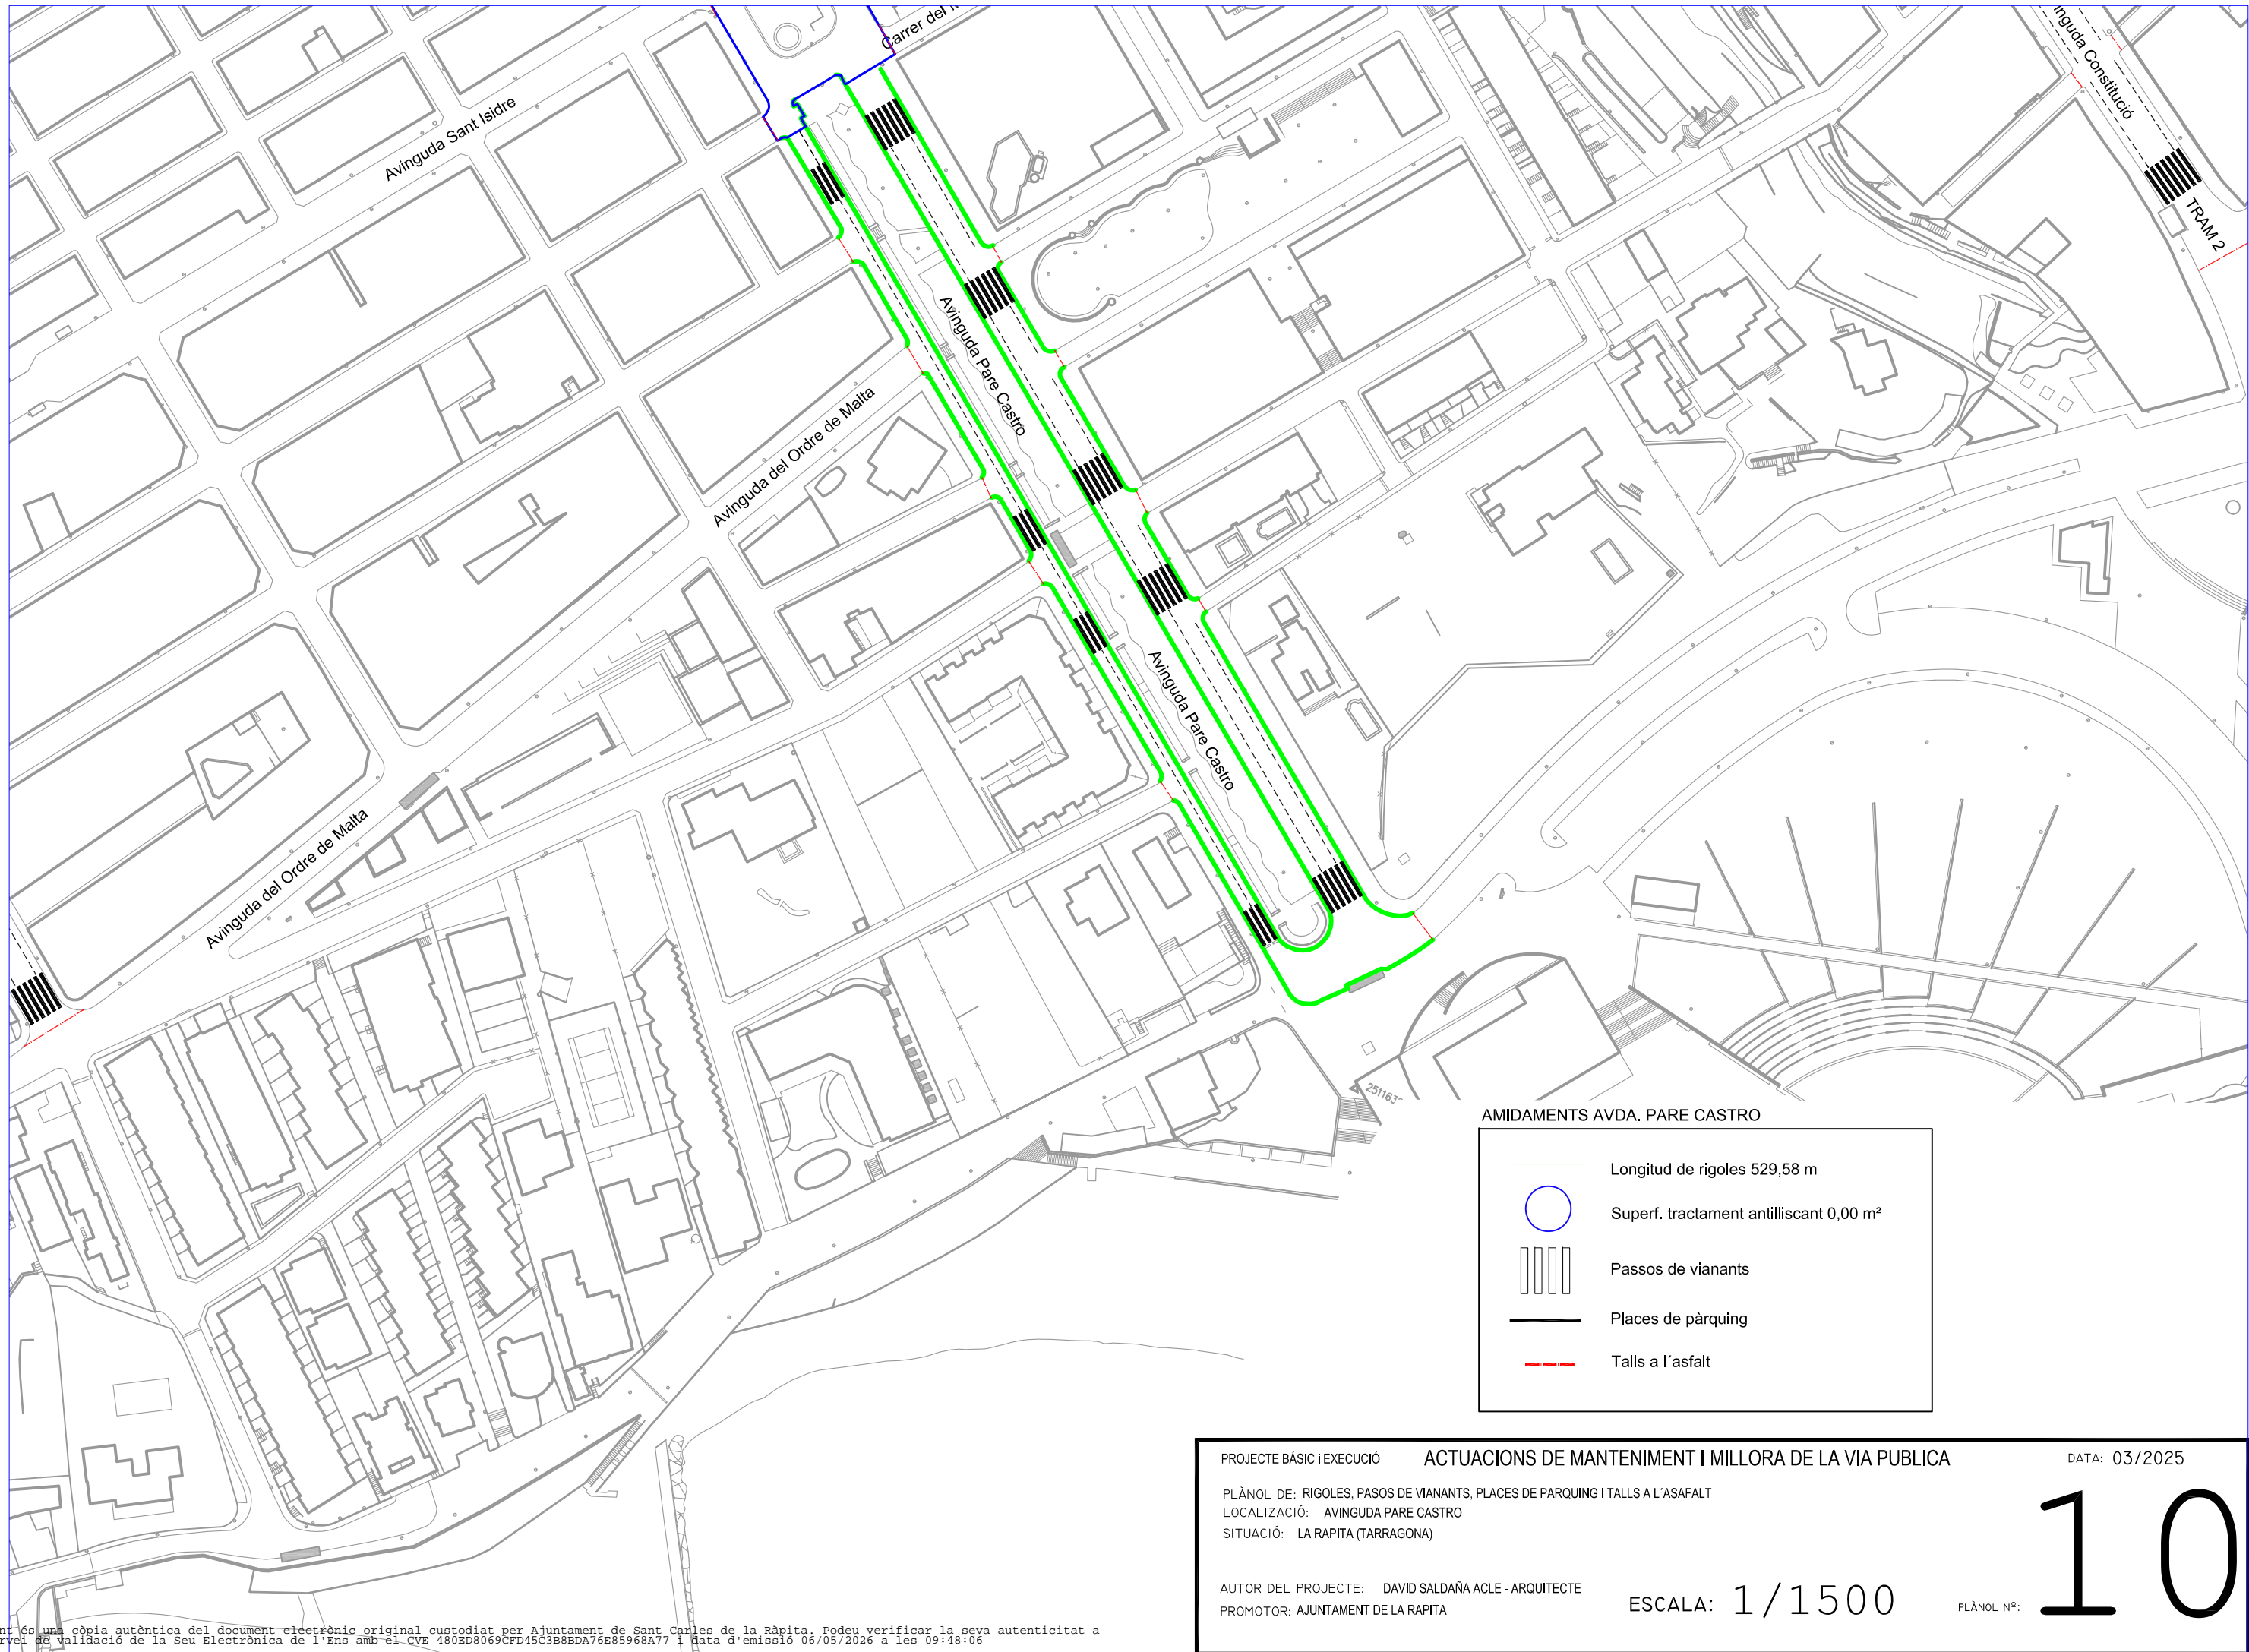 Carrer del
inguda Constitució
TRAM 2
Avinguda Sant Isidre
Avinguda Pare Castro
Avinguda del Ordre de Malta
Avinguda Pare Castro
Avinguda del Ordre de Malta
AMIDAMENTS AVDA. PARE CASTRO
Longitud de rigoles 529,58 m
Superf. tractament antilliscant 0,00 m²
Passos de vianants
Places de pàrquing
Talls a l´asfalt
PROJECTE BÁSIC i EXECUCIÓ ACTUACIONS DE MANTENIMENT I MILLORA DE LA VIA PUBLICA DATA: 03/2025
PLÀNOL DE: RIGOLES, PASOS DE VIANANTS, PLACES DE PARQUING I TALLS A L´ASAFALT
LOCALIZACIÓ: AVINGUDA PARE CASTRO
SITUACIÓ: LA RAPITA (TARRAGONA)
AUTOR DEL PROJECTE: DAVID SALDAÑA ACLE - ARQUITECTE
PROMOTOR: AJUNTAMENT DE LA RAPITA
ESCALA: 1/1500
PLÀNOL Nº: 10
nt és una còpia autèntica del document electrònic original custodiat per Ajuntament de Sant Carles de la Ràpita. Podeu verificar la seva autenticitat a
rvei de validació de la Seu Electrònica de l'Ens amb el CVE 480ED8069CFD45C3B8BDA76E85968A77 i data d'emissió 06/05/2026 a les 09:48:06